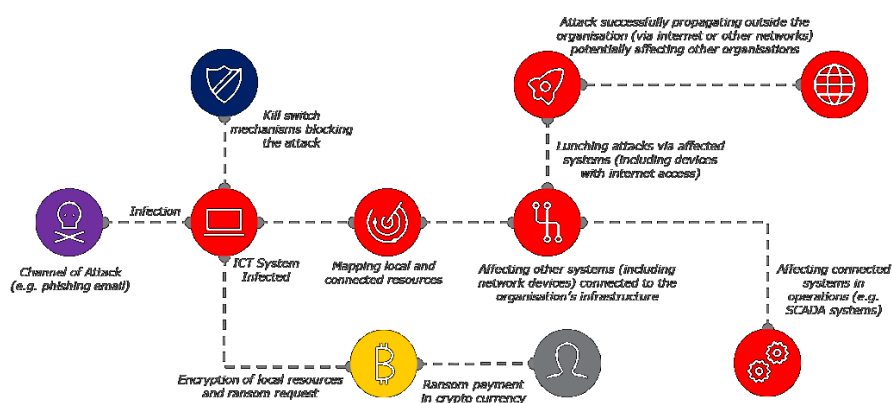 Attack successfully propagating outside the
organisation (via internet or other networks)
potentially affecting other organisations
Kill switch
mechanisms blocking
the attack
Lunching attacks via affected
systems (including devices
with internet access)
Infection
Channel of Attack
(e.g. phishing email)
ICT System
Infected
Mapping local and
connected resources
Affecting other systems (including
network devices) connected to the
organisation's infrastructure
Affecting connected
systems in
operations (e.g.
SCADA systems)
Encryption of local resources
and ransom request
Ransom payment
in crypto currency